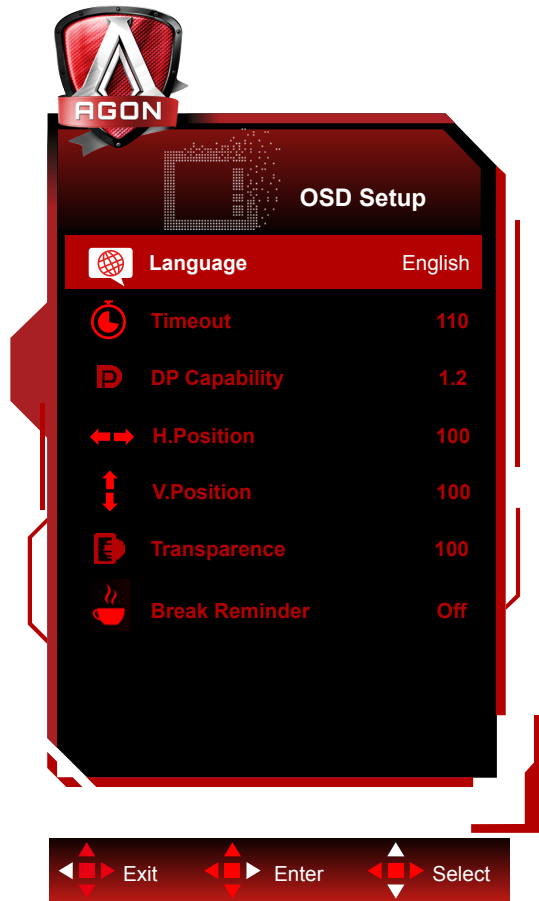 AGON
OSD Setup
Language English
Timeout 110
DP Capability 1.2
H.Position 100
V.Position 100
Transparence 100
Break Reminder Off
Exit Enter Select